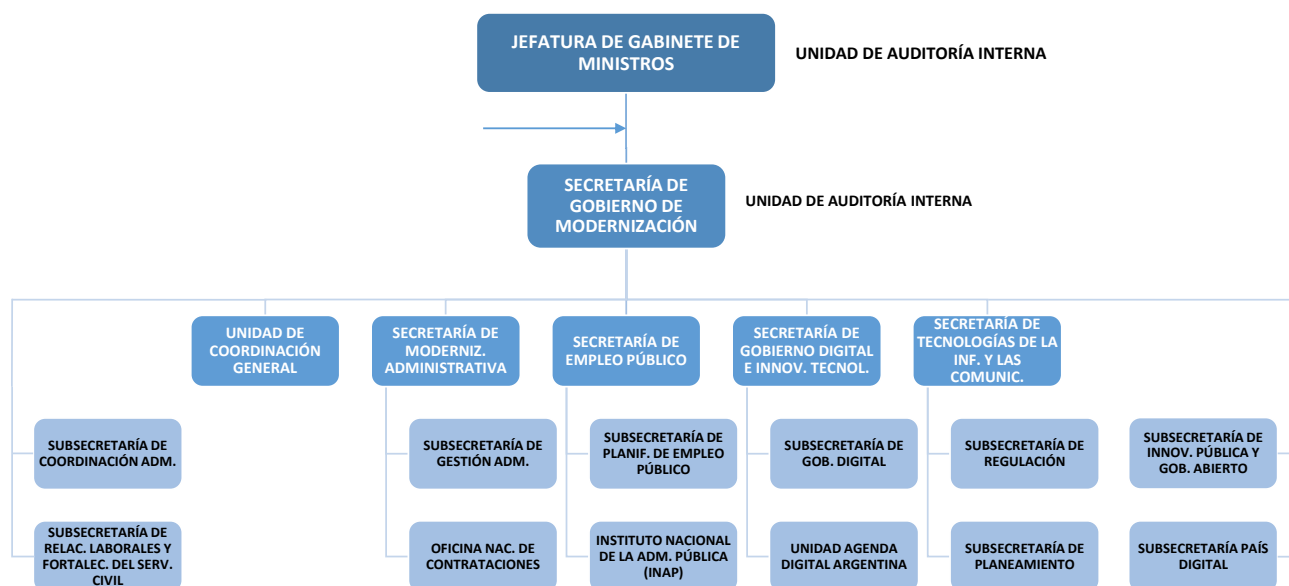 JEFATURA DE GABINETE DE
MINISTROS
UNIDAD DE AUDITORÍA INTERNA
SECRETARÍA DE
GOBIERNO DE
MODERNIZACIÓN
UNIDAD DE AUDITORÍA INTERNA
UNIDAD DE
COORDINACIÓN
GENERAL
SECRETARÍA DE
MODERNIZ.
ADMINISTRATIVA
SECRETARÍA DE
EMPLEO PÚBLICO
SECRETARÍA DE
GOBIERNO DIGITAL
E INNOV. TECNOL.
SECRETARÍA DE
TECNOLOGÍAS DE LA
INF. Y LAS
COMUNIC.
SUBSECRETARÍA DE
COORDINACIÓN ADM.
SUBSECRETARÍA DE
GESTIÓN ADM.
SUBSECRETARÍA DE
PLANIF. DE EMPLEO
PÚBLICO
SUBSECRETARÍA DE
GOB. DIGITAL
SUBSECRETARÍA DE
REGULACIÓN
SUBSECRETARÍA DE
INNOV. PÚBLICA Y
GOB. ABIERTO
SUBSECRETARÍA DE
RELAC. LABORALES Y
FORTALEC. DEL SERV.
CIVIL
OFICINA NAC. DE
CONTRATACIONES
INSTITUTO NACIONAL
DE LA ADM. PÚBLICA
(INAP)
UNIDAD AGENDA
DIGITAL ARGENTINA
SUBSECRETARÍA DE
PLANEAMIENTO
SUBSECRETARÍA PAÍS
DIGITAL